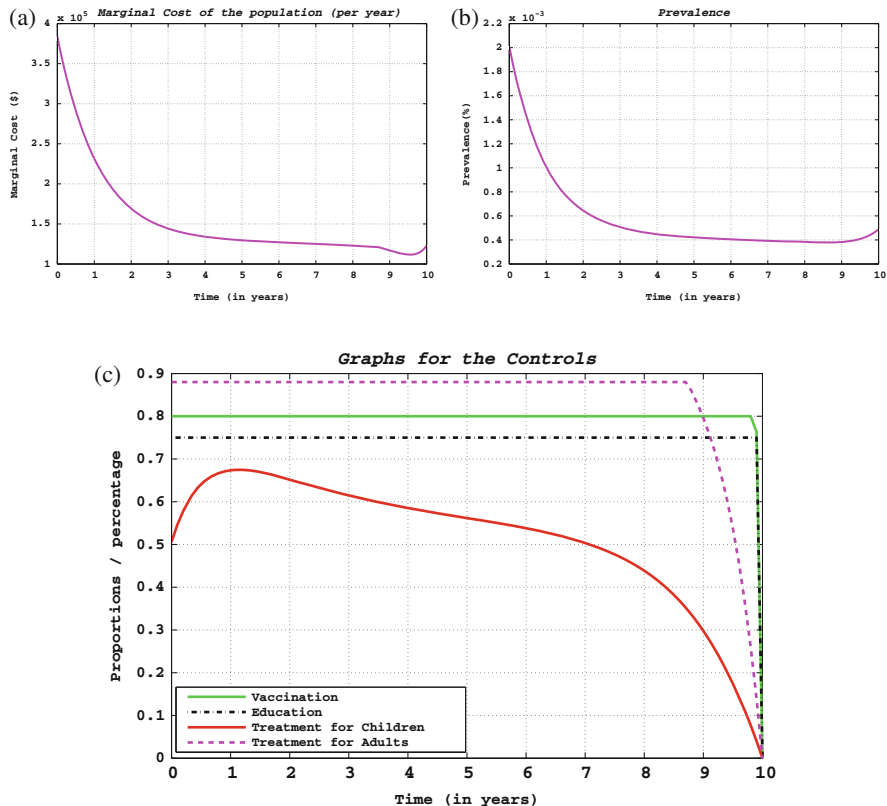 (a)
Marginal Cost of the population (per year)
x 10⁵
4
3.5
3
2.5
2
1.5
1
Marginal Cost ($)
0 1 2 3 4 5 6 7 8 9 10
Time (in years)
(b)
Prevalence
x 10⁻³
2.2
2
1.8
1.6
1.4
1.2
1
0.8
0.6
0.4
0.2
Prevalence(%)
0 1 2 3 4 5 6 7 8 9 10
Time (in years)
(c)
Graphs for the Controls
0.9
0.8
0.7
0.6
0.5
0.4
0.3
0.2
0.1
0
Proportions / percentage
Vaccination
Education
Treatment for Children
Treatment for Adults
0 1 2 3 4 5 6 7 8 9 10
Time (in years)